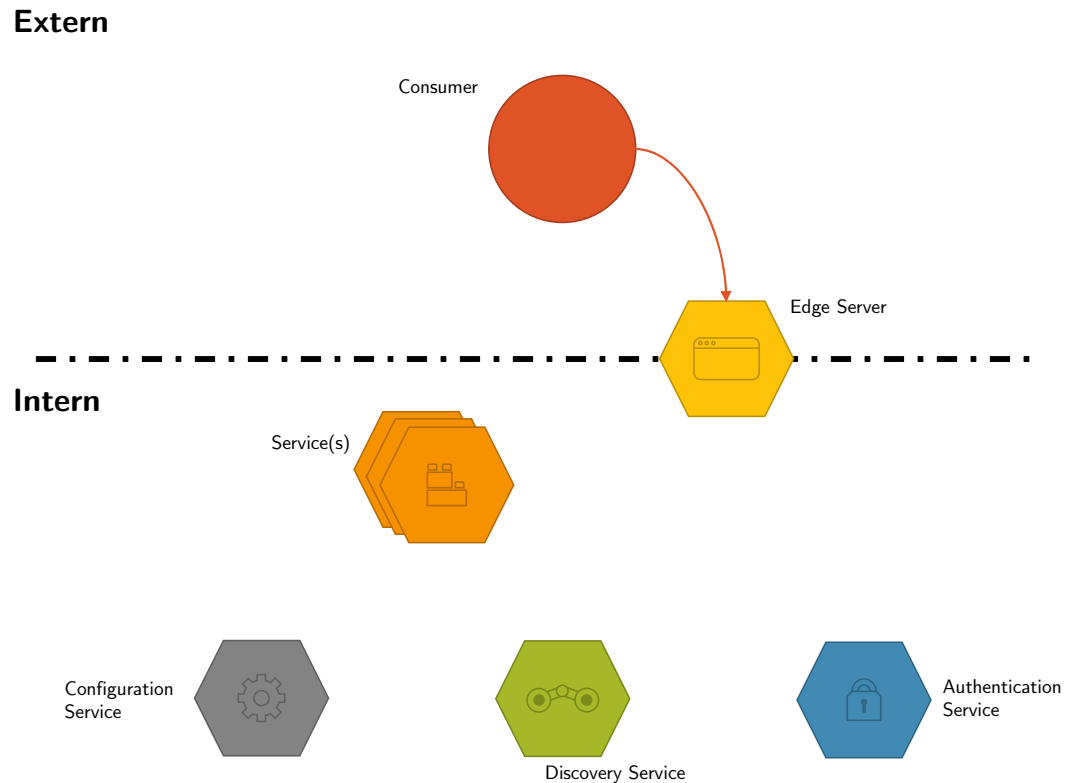 Extern
Consumer
Edge Server
Intern
Service(s)
Configuration
Service
Discovery Service
Authentication
Service